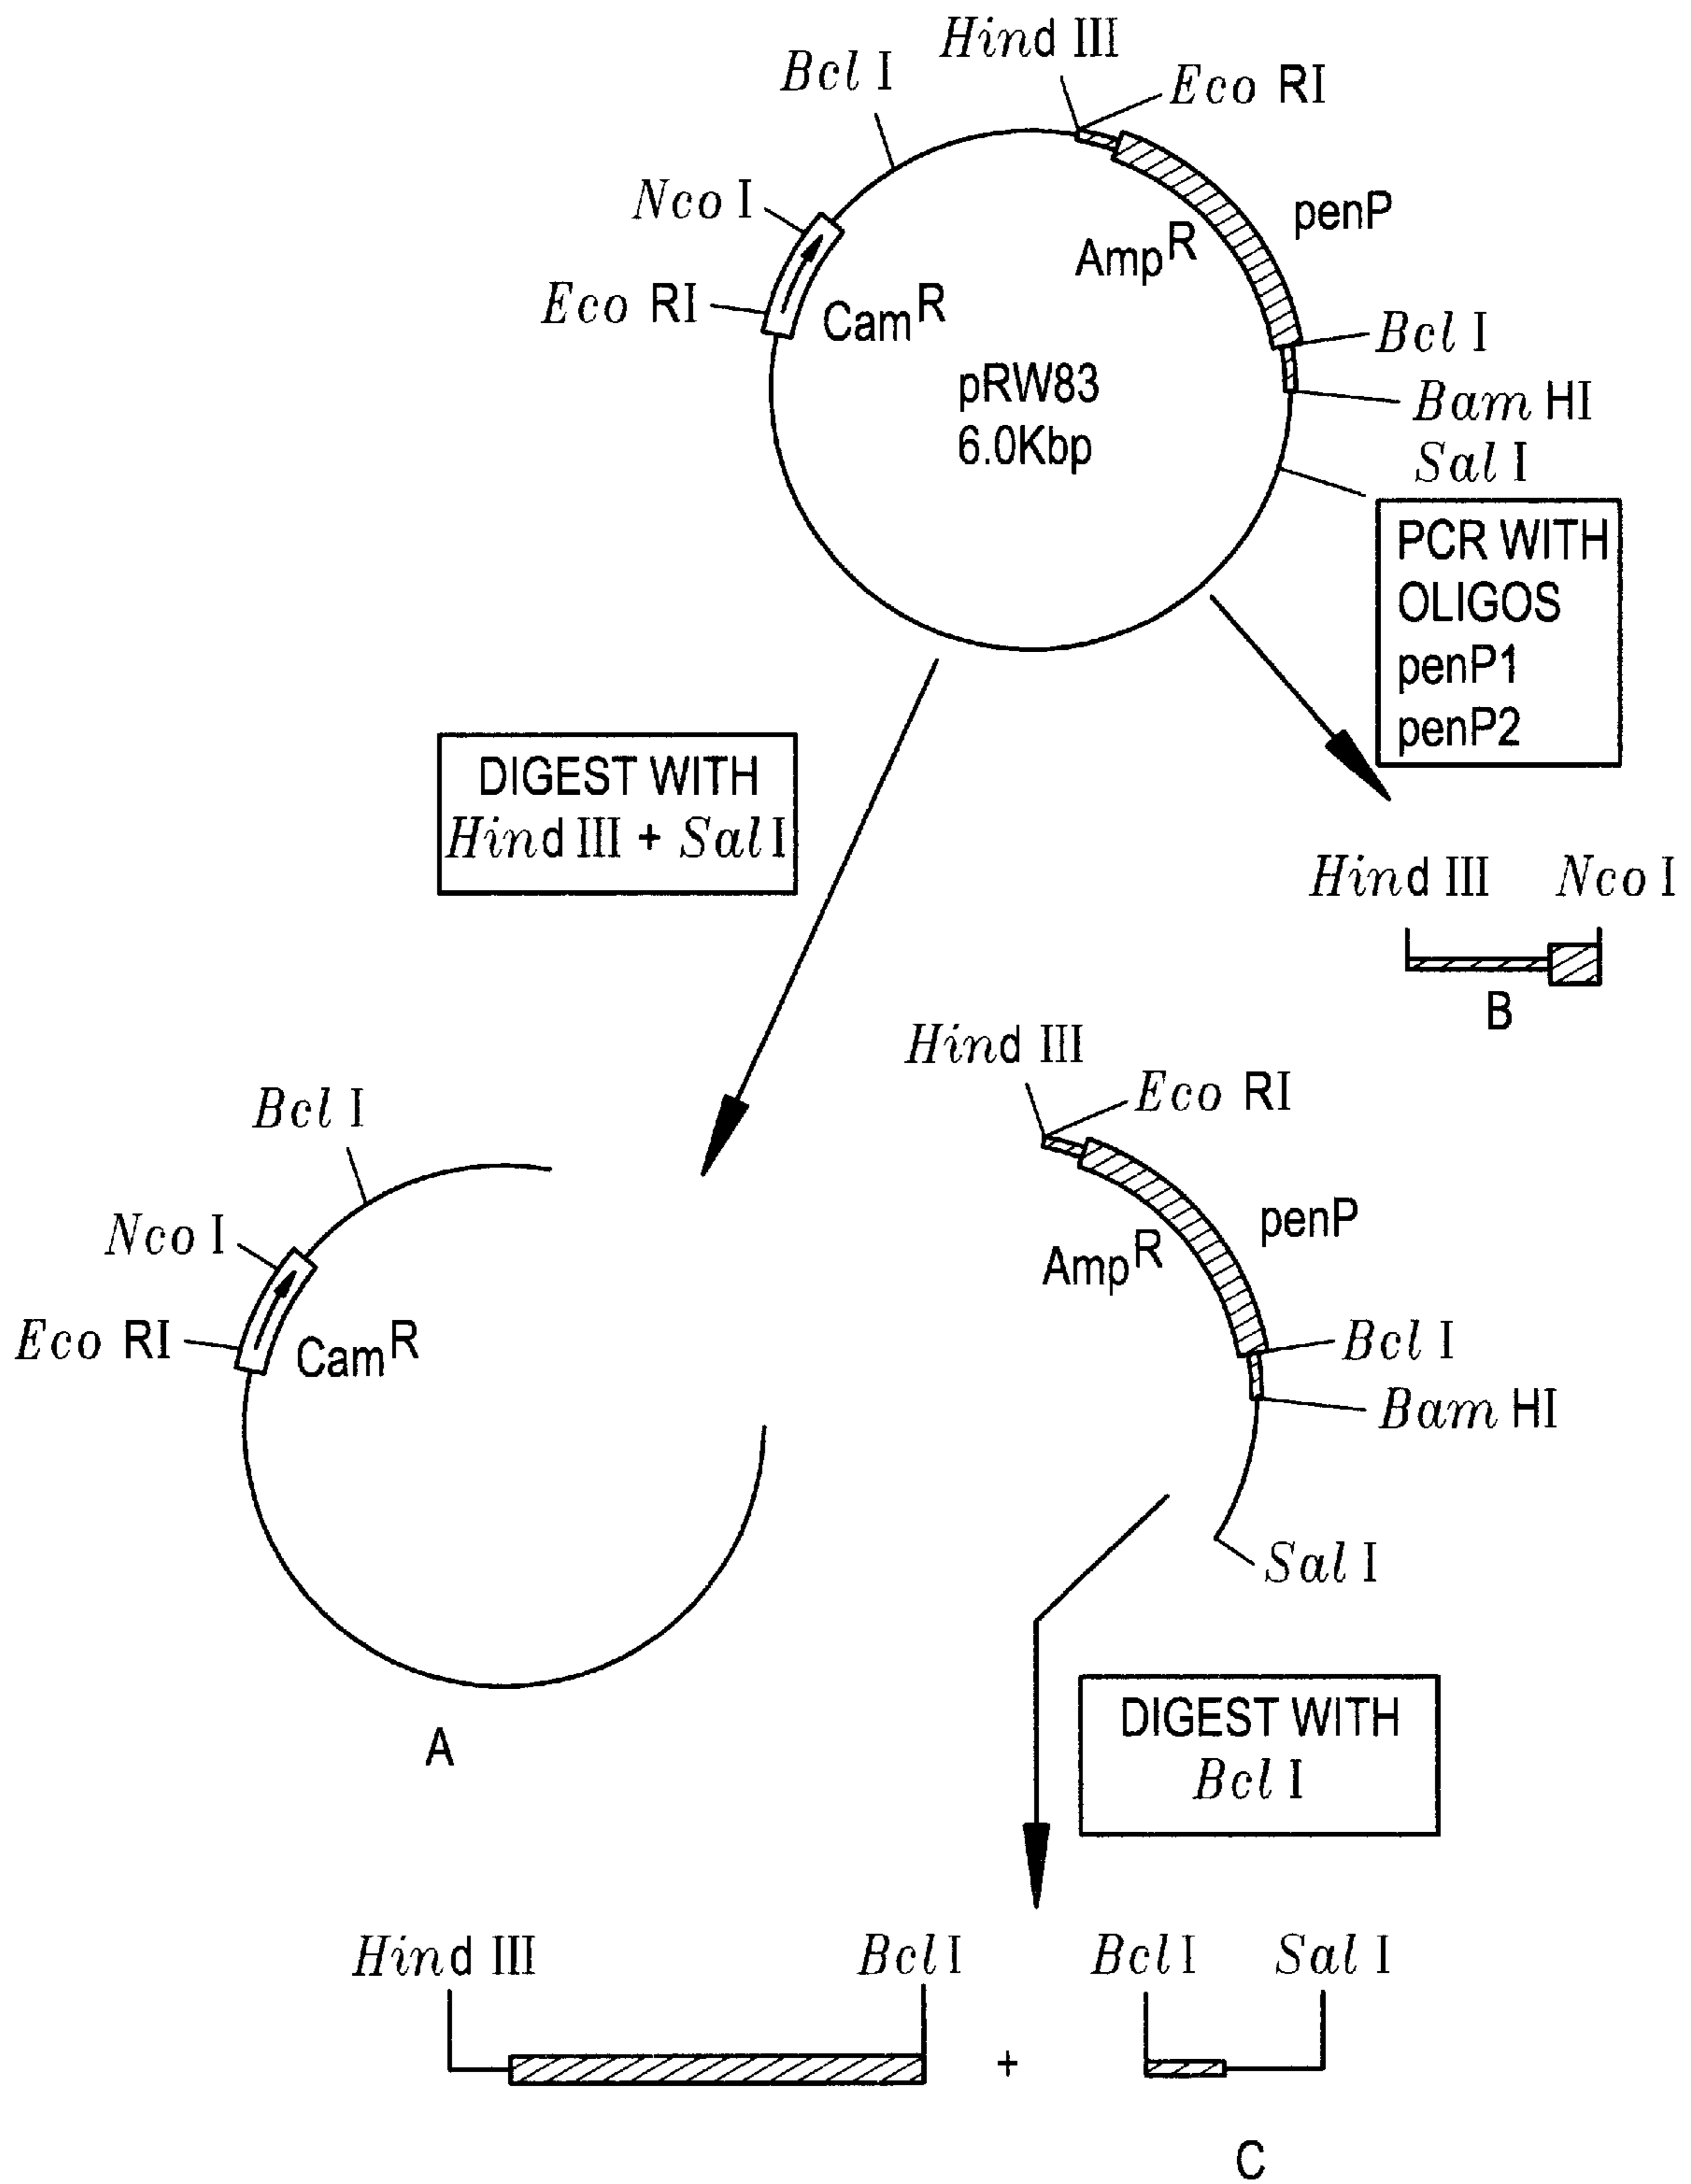 Hind III
Bcl I
Eco RI
Nco I
penP
Amp^R
Eco RI
Cam^R
Bcl I
pRW83
6.0Kbp
Bam HI
Sal I
PCR WITH
OLIGOS
penP1
penP2
DIGEST WITH
Hind III + Sal I
Hind III
Nco I
B
Hind III
Eco RI
Bcl I
penP
Nco I
Amp^R
Eco RI
Cam^R
Bcl I
Bam HI
Sal I
A
DIGEST WITH
Bcl I
Hind III
Bcl I
Bcl I
Sal I
+
C